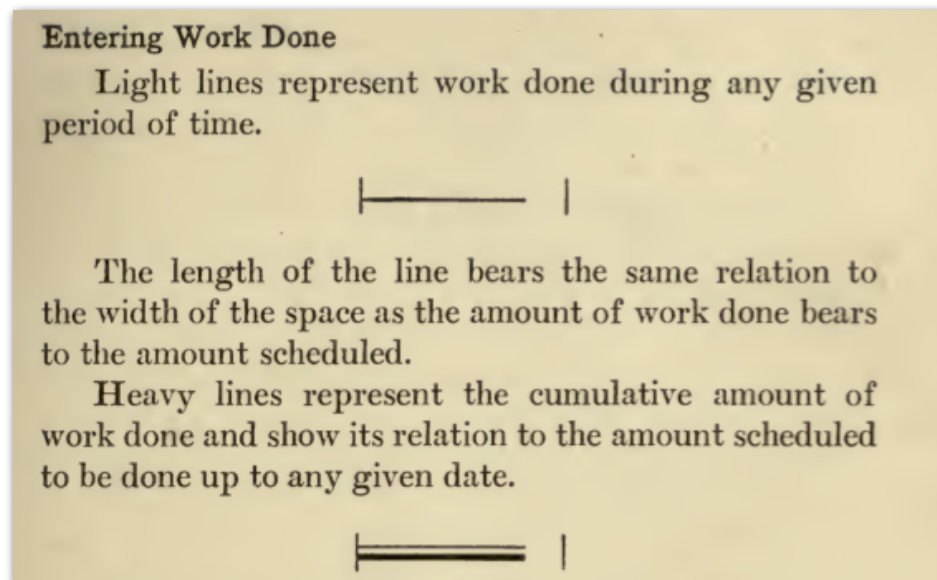 Entering Work Done
Light lines represent work done during any given
period of time.
The length of the line bears the same relation to
the width of the space as the amount of work done bears
to the amount scheduled.
Heavy lines represent the cumulative amount of
work done and show its relation to the amount scheduled
to be done up to any given date.